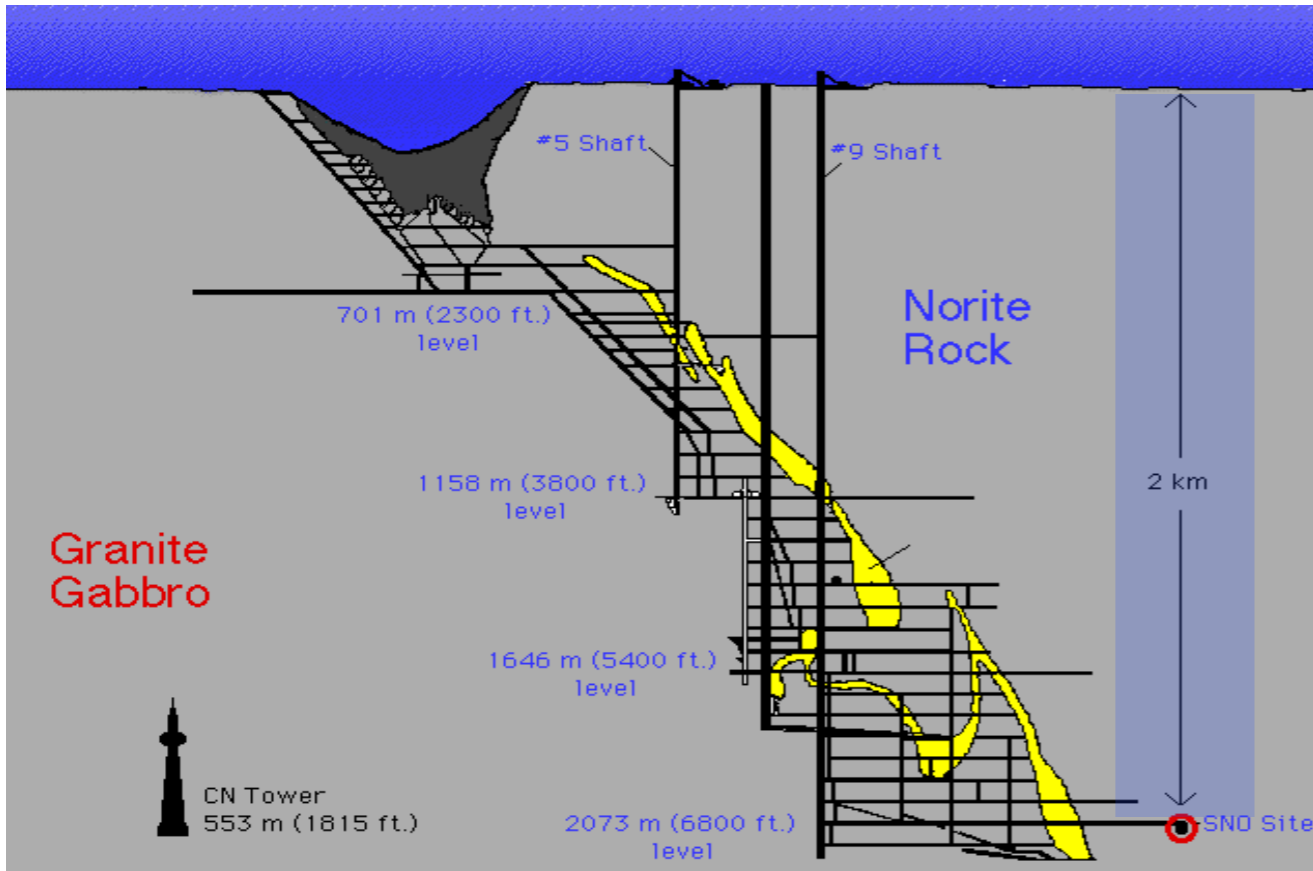 #5 Shaft
#9 Shaft
701 m (2300 ft.)
level
Norite
Rock
1158 m (3800 ft.)
level
2 km
Granite
Gabbro
1646 m (5400 ft.)
level
CN Tower
553 m (1815 ft.)
2073 m (6800 ft.)
level
SNO Site